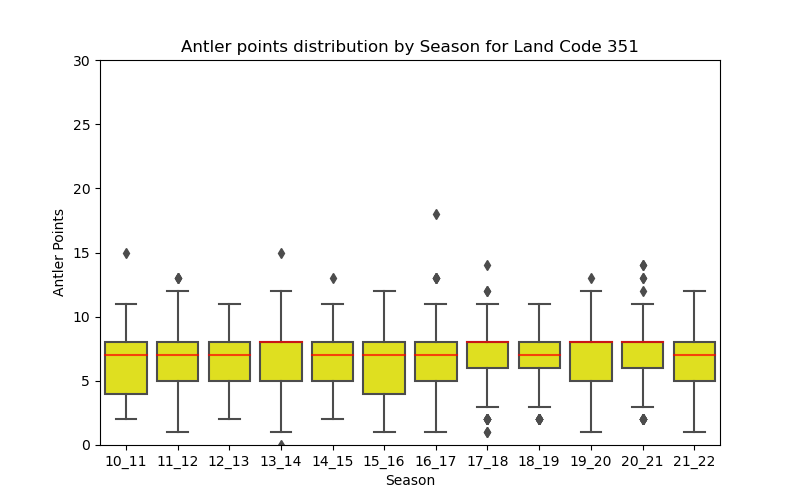 Antler points distribution by Season for Land Code 351
Antler Points
30
25
20
15
10
5
0
10_11 11_12 12_13 13_14 14_15 15_16 16_17 17_18 18_19 19_20 20_21 21_22
Season